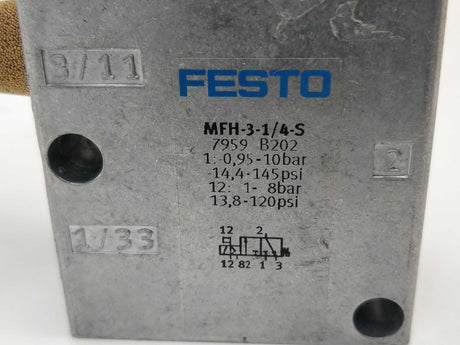 3/11
FESTO
MFH-3-1/4-S
7959 B202
1: -0,95-10bar
-14,4-145psi
12: 1- 8bar
13,8-120psi
2
1/33
12 2
12 82 1 3